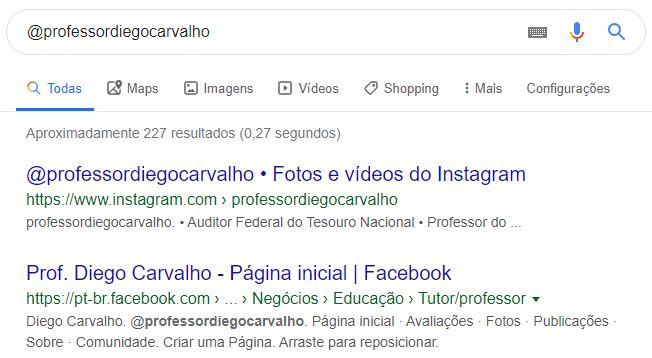 @professordiegocarvalho
Todas Maps Imagens Vídeos Shopping Mais Configurações
Aproximadamente 227 resultados (0,27 segundos)
@professordiegocarvalho • Fotos e vídeos do Instagram
https://www.instagram.com › professordiegocarvalho
professordiegocarvalho. • Auditor Federal do Tesouro Nacional • Professor do ...
Prof. Diego Carvalho - Página inicial | Facebook
https://pt-br.facebook.com › ... › Negócios › Educação › Tutor/professor
Diego Carvalho. @professordiegocarvalho. Página inicial · Avaliações · Fotos · Publicações ·
Sobre · Comunidade. Criar uma Página. Arraste para reposicionar.